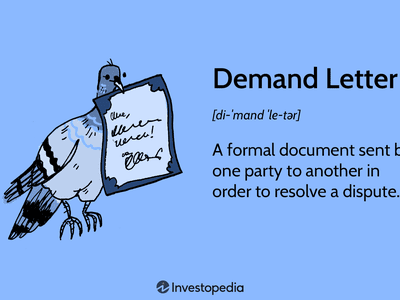 Demand Letter
[di-ˈmand ˈle-tər]
A formal document sent b
one party to another in
order to resolve a dispute.
Investopedia